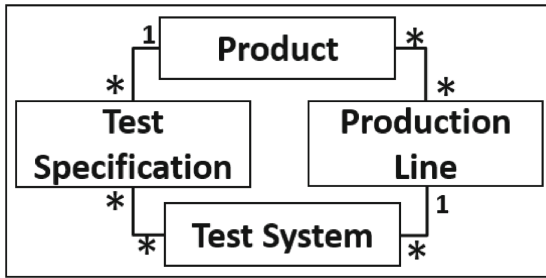 1 Product *
* *
Test Production
Specification Line
* 1
* Test System *